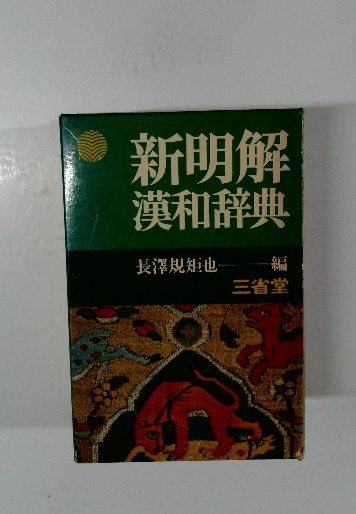 新明解
漢和辞典
長澤規矩也――編
三省堂